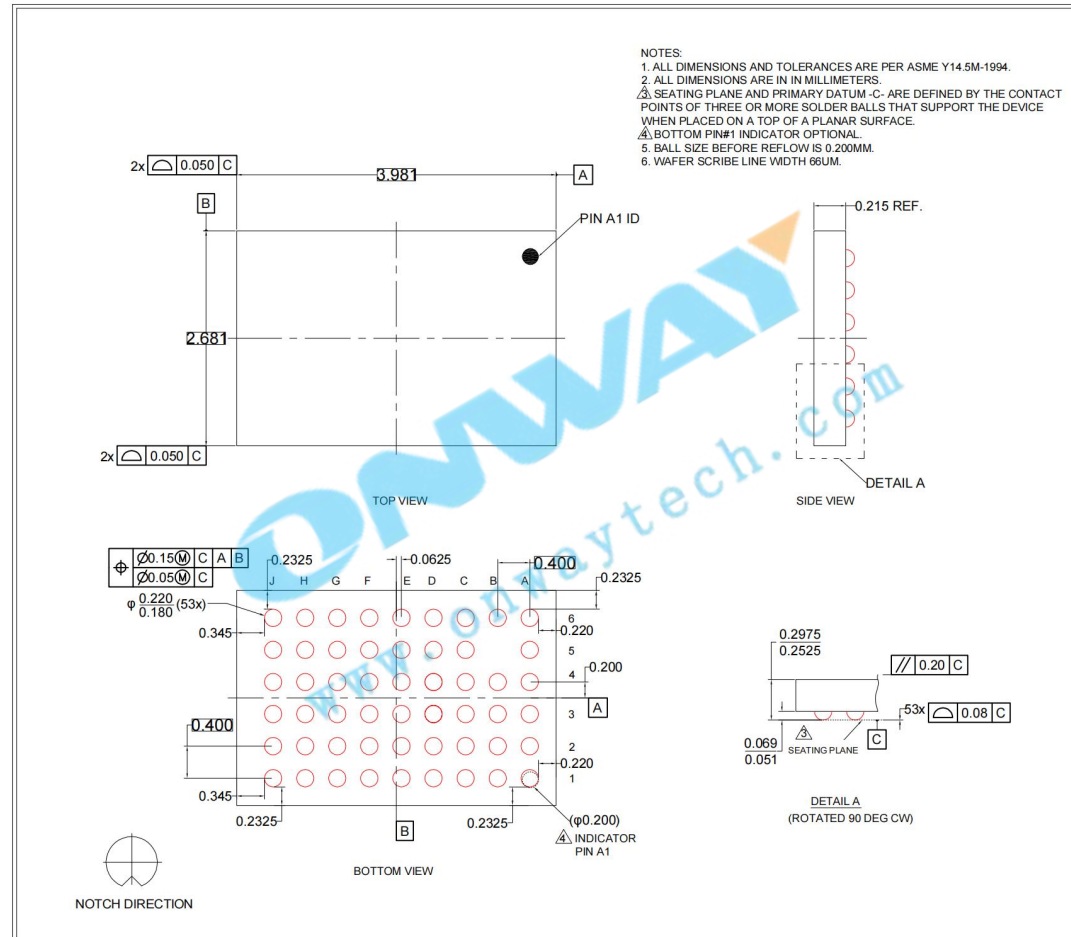 NOTES:
1. ALL DIMENSIONS AND TOLERANCES ARE PER ASME Y14.5M-1994.
2. ALL DIMENSIONS ARE IN IN MILLIMETERS.
3 SEATING PLANE AND PRIMARY DATUM -C- ARE DEFINED BY THE CONTACT
POINTS OF THREE OR MORE SOLDER BALLS THAT SUPPORT THE DEVICE
WHEN PLACED ON A TOP OF A PLANAR SURFACE.
4 BOTTOM PIN#1 INDICATOR OPTIONAL.
5. BALL SIZE BEFORE REFLOW IS 0.200MM.
6. WAFER SCRIBE LINE WIDTH 66UM.
2x 0.050 C
3.981
A
B
PIN A1 ID
2.681
2x 0.050 C
TOP VIEW
0.215 REF.
DETAIL A
SIDE VIEW
ONWAY
www.onwaytech.com
Ø0.15 M C A B
Ø0.05 M C
φ 0.220
0.180 (53x)
0.2325
0.0625
0.400
0.2325
J H G F E D C B A
6
5
4
3
2
1
0.345
0.220
0.200
A
0.400
0.220
0.345
0.2325
0.2325
B
(φ0.200)
4 INDICATOR
PIN A1
BOTTOM VIEW
NOTCH DIRECTION
0.2975
0.2525
// 0.20 C
53x 0.08 C
0.069
0.051
3
SEATING PLANE
C
DETAIL A
(ROTATED 90 DEG CW)